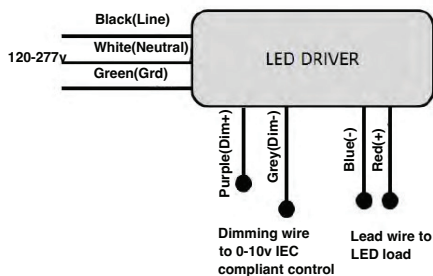 Black(Line)
White(Neutral)
120-277v
Green(Grd)
LED DRIVER
Purple(Dim+)
Grey(Dim-)
Blue(-)
Red(+)
Dimming wire
to 0-10v IEC
compliant control
Lead wire to
LED load